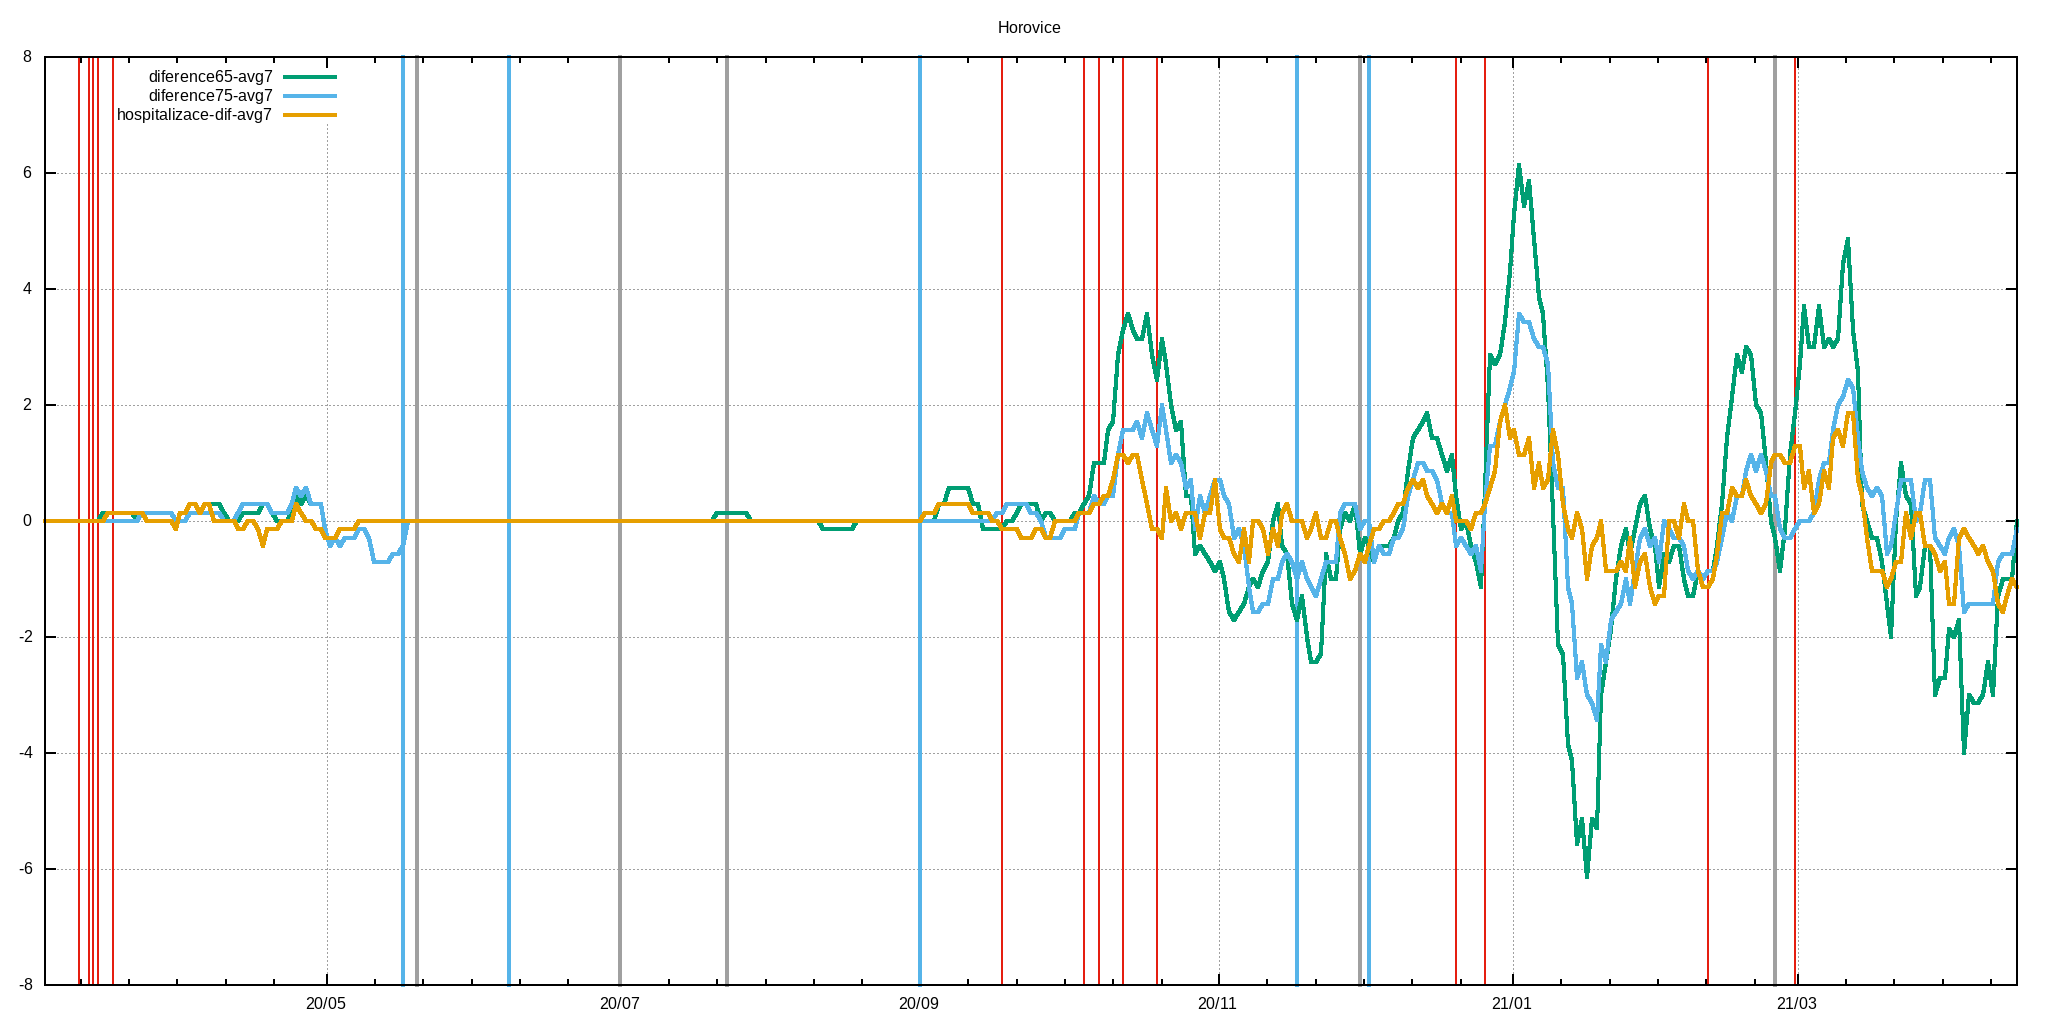 Horovice
8
diference65-avg7
diference75-avg7
hospitalizace-dif-avg7
6
4
2
0
-2
-4
-6
-8
20/05 20/07 20/09 20/11 21/01 21/03